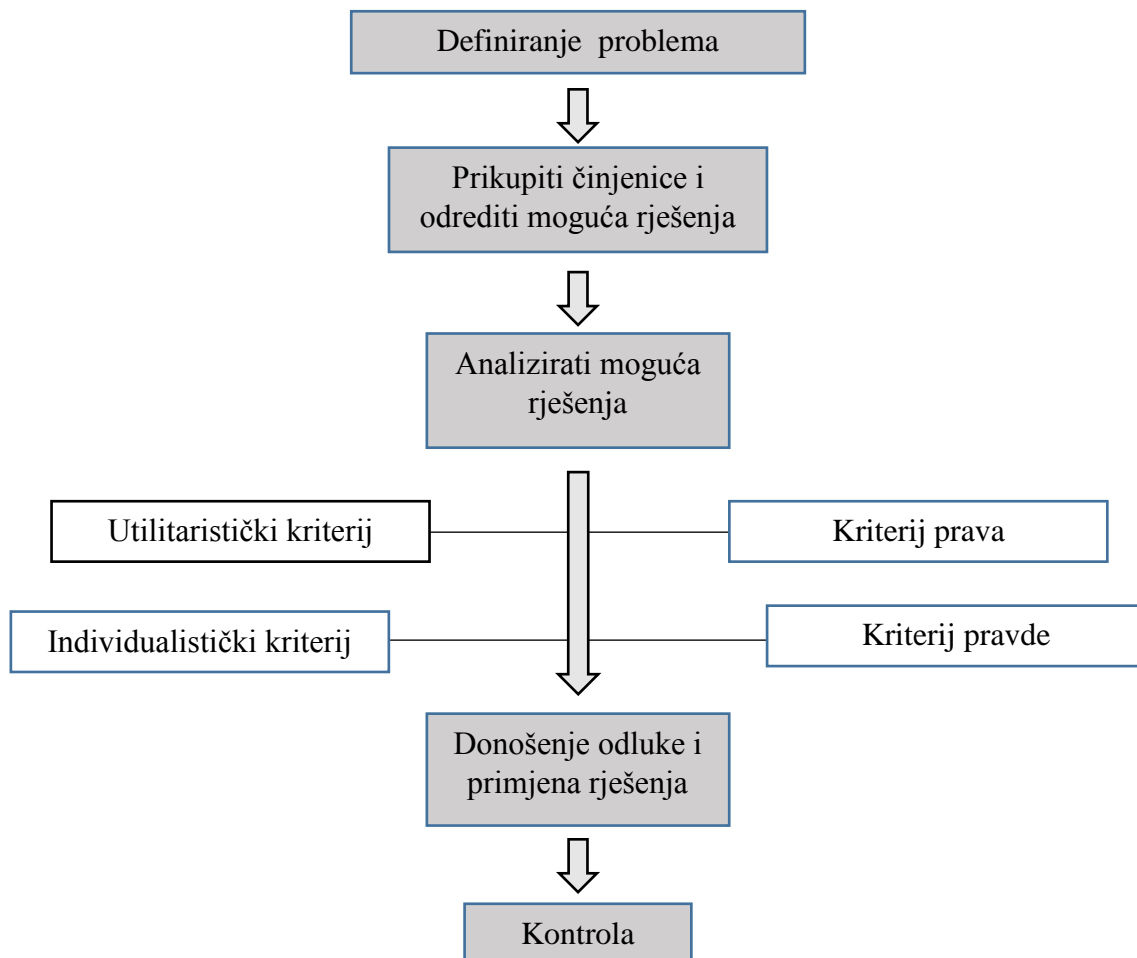 Definiranje problema
Prikupiti činjenice i
odrediti moguća rješenja
Analizirati moguća
rješenja
Utilitaristički kriterij
Kriterij prava
Individualistički kriterij
Kriterij pravde
Donošenje odluke i
primjena rješenja
Kontrola